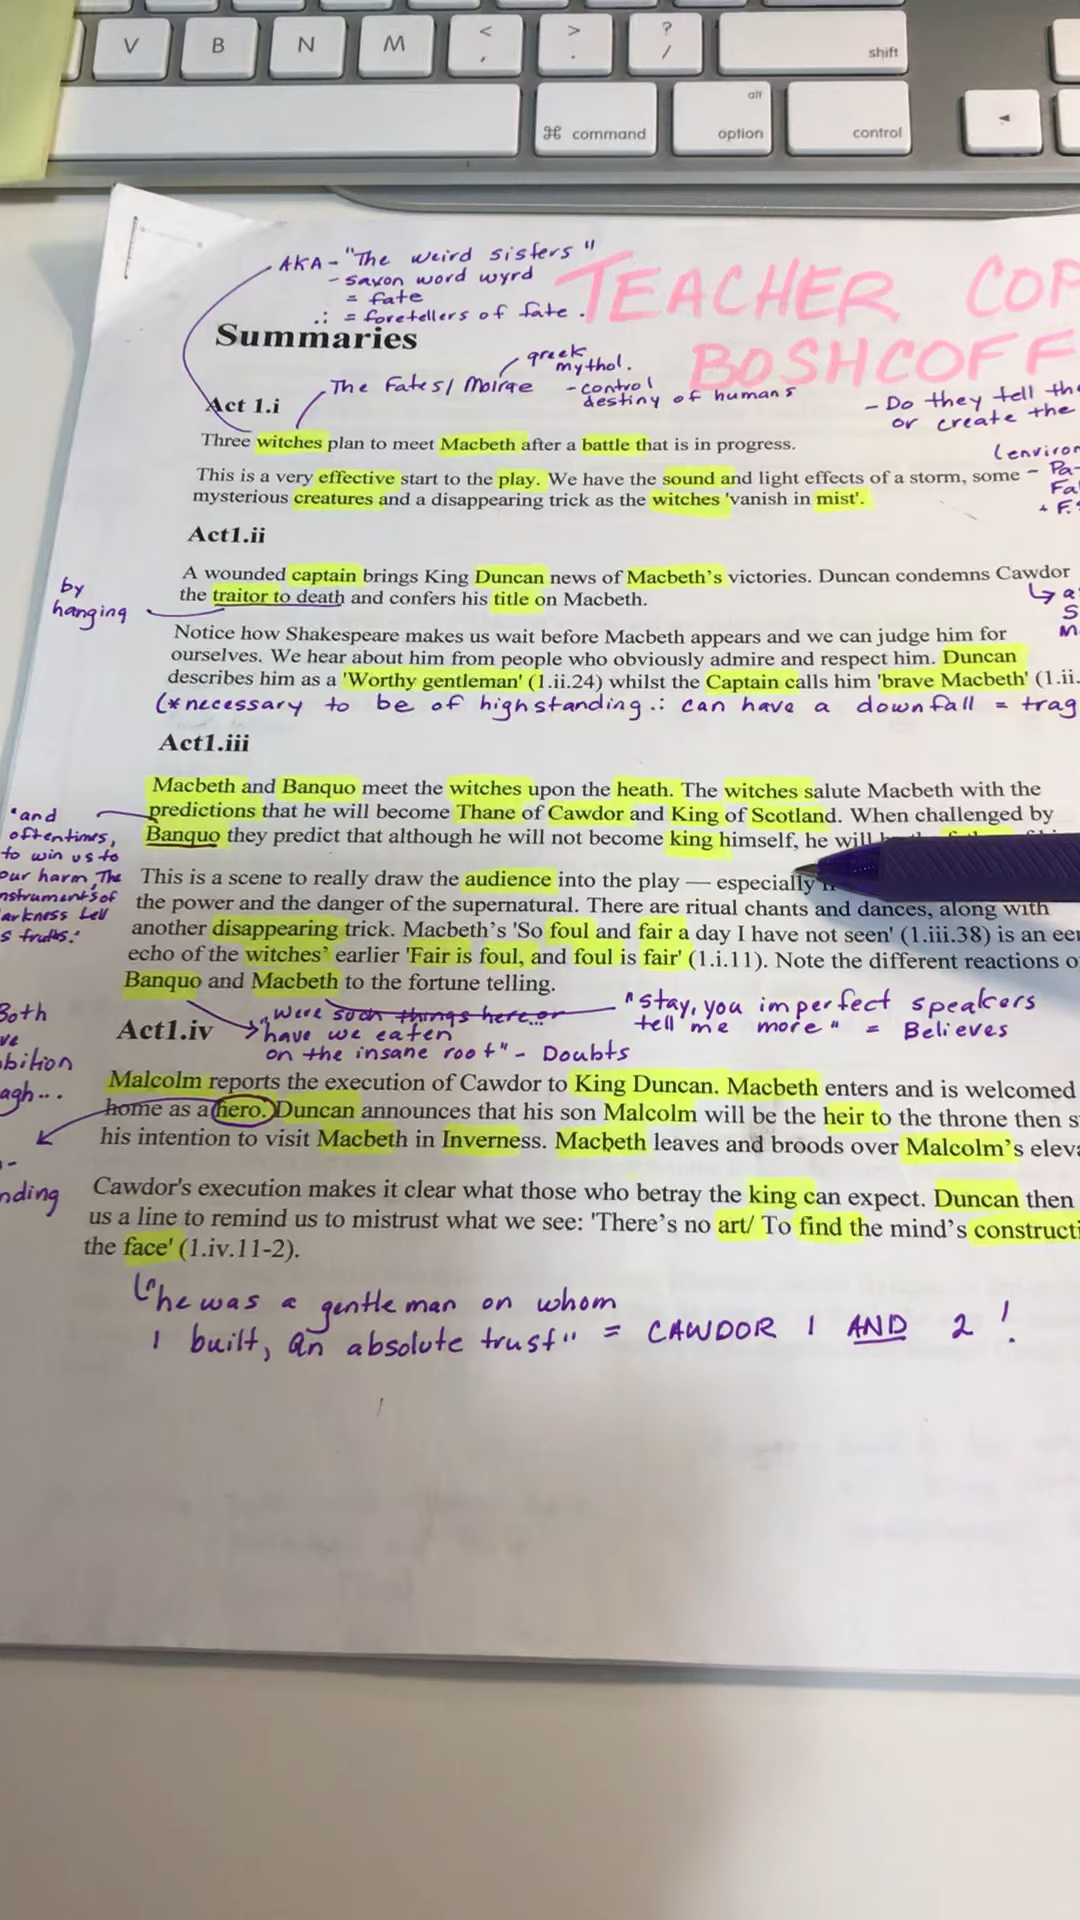 V B N M < , > . ? / shift
⌘ command alt option control ◄
AKA - "The weird sisters"
- saxon word wyrd
= fate
∴ = foretellers of fate.
TEACHER COP
BOSHCOFF
Summaries
greek
mythol.
The Fates/ Moirae - control
destiny of humans
- Do they tell the
or create the
(enviro
Act 1.i
Three witches plan to meet Macbeth after a battle that is in progress.
This is a very effective start to the play. We have the sound and light effects of a storm, some
mysterious creatures and a disappearing trick as the witches 'vanish in mist'.
- Pa-
Fa
+ F.
Act1.ii
A wounded captain brings King Duncan news of Macbeth's victories. Duncan condemns Cawdor
the traitor to death and confers his title on Macbeth.
by
hanging
Notice how Shakespeare makes us wait before Macbeth appears and we can judge him for
ourselves. We hear about him from people who obviously admire and respect him. Duncan
describes him as a 'Worthy gentleman' (1.ii.24) whilst the Captain calls him 'brave Macbeth' (1.ii.
(*necessary to be of high standing ∴ can have a downfall = trag
Act1.iii
Macbeth and Banquo meet the witches upon the heath. The witches salute Macbeth with the
predictions that he will become Thane of Cawdor and King of Scotland. When challenged by
Banquo they predict that although he will not become king himself, he will
"and
oftentimes,
to win us to
our harm, The
nstruments of
arkness tell
s truths."
This is a scene to really draw the audience into the play — especially
the power and the danger of the supernatural. There are ritual chants and dances, along with
another disappearing trick. Macbeth's 'So foul and fair a day I have not seen' (1.iii.38) is an eer
echo of the witches' earlier 'Fair is foul, and foul is fair' (1.i.11). Note the different reactions o
Banquo and Macbeth to the fortune telling.
"Were such things here...or
have we eaten
on the insane root" - Doubts
"stay, you imperfect speakers
tell me more" = Believes
Act1.iv
Both
ve
bition
agh...
Malcolm reports the execution of Cawdor to King Duncan. Macbeth enters and is welcomed
home as a hero. Duncan announces that his son Malcolm will be the heir to the throne then s
his intention to visit Macbeth in Inverness. Macbeth leaves and broods over Malcolm's eleva
nding
Cawdor's execution makes it clear what those who betray the king can expect. Duncan then
us a line to remind us to mistrust what we see: 'There's no art/ To find the mind's constructi
the face' (1.iv.11-2).
"he was a gentleman on whom
I built, an absolute trust" = CAWDOR 1 AND 2 !